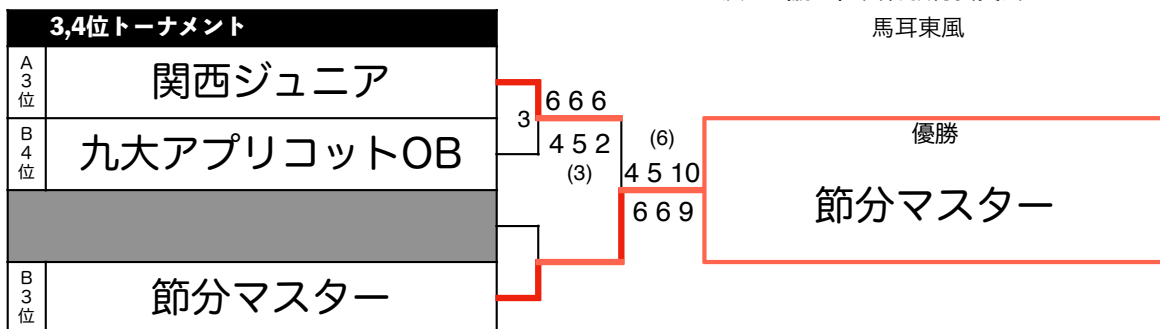 馬耳東風
3,4位トーナメント
A3位
関西ジュニア
B4位
九大アプリコットOB
B3位
節分マスター
3
6 6 6
4 5 2
(3)
(6)
4 5 10
6 6 9
優勝
節分マスター